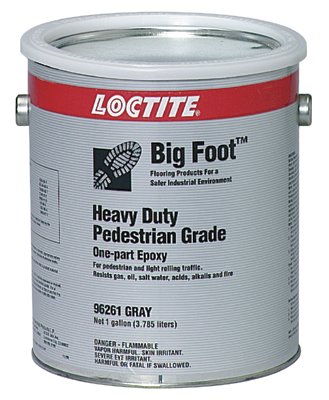 LOCTITE
Big Foot™
Flooring Products For a
Safer Industrial Environment
Heavy Duty
Pedestrian Grade
One-part Epoxy
For pedestrian and light rolling traffic.
Resists gas, oil, salt water, acids, alkalis and fire
96261 GRAY
Net 1 gallon (3.785 liters)
DANGER - FLAMMABLE
VAPOR HARMFUL. SKIN IRRITANT.
SEVERE EYE IRRITANT.
HARMFUL OR FATAL IF SWALLOWED.